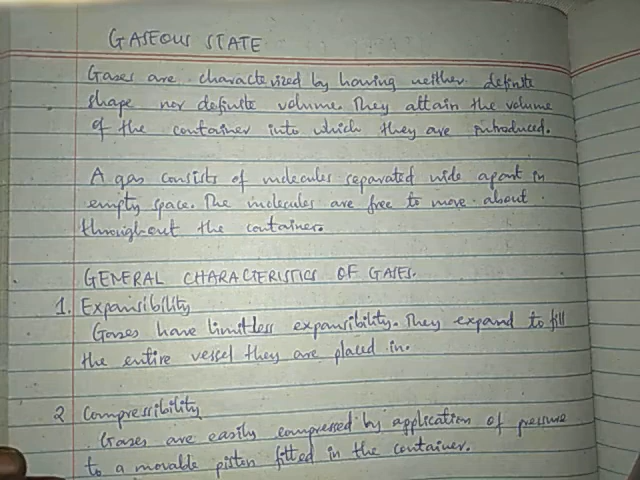 GASEOUS STATE
Gases are characterized by having neither definite
shape nor definite volume. They attain the volume
of the container into which they are introduced.
A gas consists of molecules separated wide apart in
empty space. The molecules are free to move about
throughout the container.
GENERAL CHARACTERISTICS OF GASES.
1. Expansibility
Gases have limitless expansibility. They expand to fill
the entire vessel they are placed in.
2 Compressibility
Gases are easily compressed by application of pressure
to a movable piston fitted in the container.